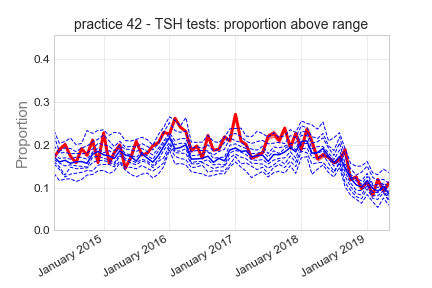 practice 42 - TSH tests: proportion above range
Proportion
0.4
0.3
0.2
0.1
0.0
January 2015
January 2016
January 2017
January 2018
January 2019